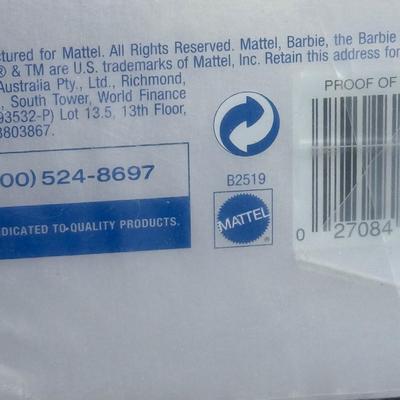 ctured for Mattel. All Rights Reserved. Mattel, Barbie, the Barbie
® & TM are U.S. trademarks of Mattel, Inc. Retain this address for
Australia Pty., Ltd., Richmond,
, South Tower, World Finance
93532-P) Lot 13.5, 13th Floor,
3803867.
00) 524-8697
DICATED TO QUALITY PRODUCTS.
B2519
MATTEL
®
PROOF OF
0 27084